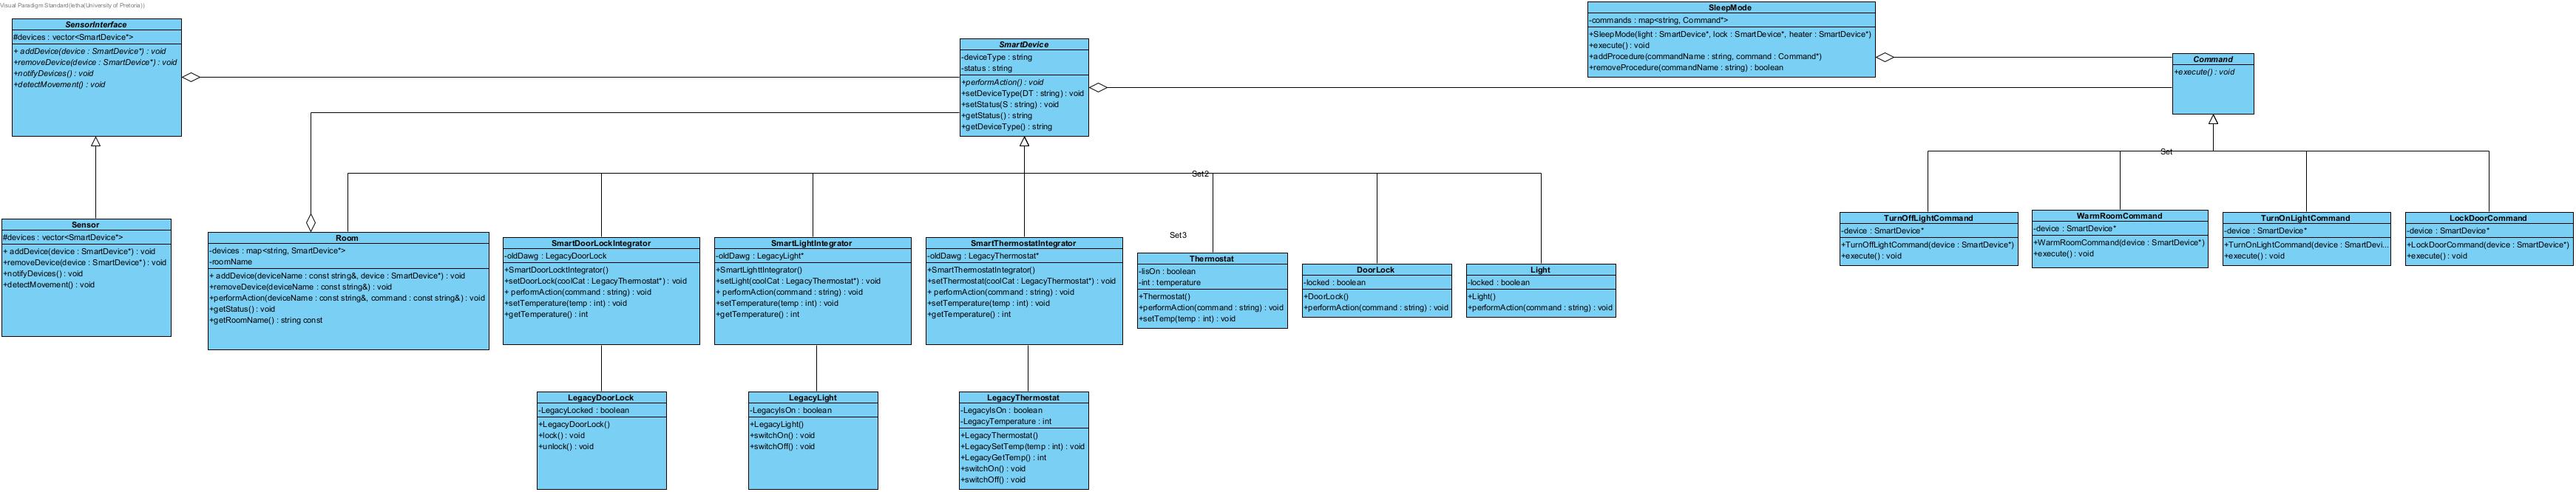 Visual Paradigm Standard(letha(University of Pretoria))
SensorInterface
#devices : vector<SmartDevice*>
+ addDevice(device : SmartDevice*) : void
+removeDevice(device : SmartDevice*) : void
+notifyDevices() : void
+detectMovement() : void
SmartDevice
-deviceType : string
-status : string
+performAction() : void
+setDeviceType(DT : string) : void
+setStatus(S : string) : void
+getStatus() : string
+getDeviceType() : string
SleepMode
-commands : map<string, Command*>
+SleepMode(light : SmartDevice*, lock : SmartDevice*, heater : SmartDevice*)
+execute() : void
+addProcedure(commandName : string, command : Command*)
+removeProcedure(commandName : string) : boolean
Command
+execute() : void
Set
Set2
Set3
Sensor
#devices : vector<SmartDevice*>
+ addDevice(device : SmartDevice*) : void
+removeDevice(device : SmartDevice*) : void
+notifyDevices() : void
+detectMovement() : void
Room
-devices : map<string, SmartDevice*>
-roomName
+ addDevice(deviceName : const string&, device : SmartDevice*) : void
+removeDevice(deviceName : const string&) : void
+performAction(deviceName : const string&, command : const string&) : void
+getStatus() : void
+getRoomName() : string const
SmartDoorLockIntegrator
-oldDawg : LegacyDoorLock
+SmartDoorLocktIntegrator()
+setDoorLock(coolCat : LegacyThermostat*) : void
+ performAction(command : string) : void
+setTemperature(temp : int) : void
+getTemperature() : int
SmartLightIntegrator
-oldDawg : LegacyLight*
+SmartLighttIntegrator()
+setLight(coolCat : LegacyThermostat*) : void
+ performAction(command : string) : void
+setTemperature(temp : int) : void
+getTemperature() : int
SmartThermostatIntegrator
-oldDawg : LegacyThermostat*
+SmartThermostatIntegrator()
+setThermostat(coolCat : LegacyThermostat*) : void
+ performAction(command : string) : void
+setTemperature(temp : int) : void
+getTemperature() : int
Thermostat
-IisOn : boolean
-int : temperature
+Thermostat()
+performAction(command : string) : void
+setTemp(temp : int) : void
DoorLock
-locked : boolean
+DoorLock()
+performAction(command : string) : void
Light
-locked : boolean
+Light()
+performAction(command : string) : void
TurnOffLightCommand
-device : SmartDevice*
+TurnOffLightCommand(device : SmartDevice*)
+execute() : void
WarmRoomCommand
-device : SmartDevice*
+WarmRoomCommand(device : SmartDevice*)
+execute() : void
TurnOnLightCommand
-device : SmartDevice*
+TurnOnLightCommand(device : SmartDevi...
+execute() : void
LockDoorCommand
-device : SmartDevice*
+LockDoorCommand(device : SmartDevice*)
+execute() : void
LegacyDoorLock
-LegacyLocked : boolean
+LegacyDoorLock()
+lock() : void
+unlock() : void
LegacyLight
-LegacyIsOn : boolean
+LegacyLight()
+switchOn() : void
+switchOff() : void
LegacyThermostat
-LegacyIsOn : boolean
-LegacyTemperature : int
+LegacyThermostat()
+LegacySetTemp(temp : int) : void
+LegacyGetTemp() : int
+switchOn() : void
+switchOff() : void